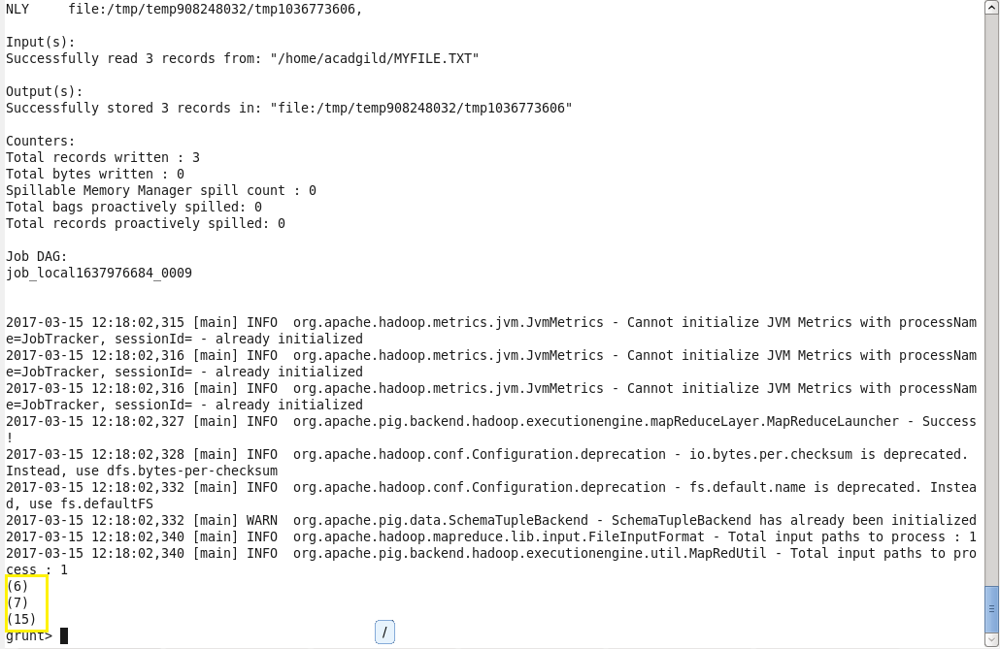 NLY     file:/tmp/temp908248032/tmp1036773606,
Input(s):
Successfully read 3 records from: "/home/acadgild/MYFILE.TXT"
Output(s):
Successfully stored 3 records in: "file:/tmp/temp908248032/tmp1036773606"
Counters:
Total records written : 3
Total bytes written : 0
Spillable Memory Manager spill count : 0
Total bags proactively spilled: 0
Total records proactively spilled: 0
Job DAG:
job_local1637976684_0009
2017-03-15 12:18:02,315 [main] INFO  org.apache.hadoop.metrics.jvm.JvmMetrics - Cannot initialize JVM Metrics with processNam
e=JobTracker, sessionId= - already initialized
2017-03-15 12:18:02,316 [main] INFO  org.apache.hadoop.metrics.jvm.JvmMetrics - Cannot initialize JVM Metrics with processNam
e=JobTracker, sessionId= - already initialized
2017-03-15 12:18:02,316 [main] INFO  org.apache.hadoop.metrics.jvm.JvmMetrics - Cannot initialize JVM Metrics with processNam
e=JobTracker, sessionId= - already initialized
2017-03-15 12:18:02,327 [main] INFO  org.apache.pig.backend.hadoop.executionengine.mapReduceLayer.MapReduceLauncher - Success
!
2017-03-15 12:18:02,328 [main] INFO  org.apache.hadoop.conf.Configuration.deprecation - io.bytes.per.checksum is deprecated.
Instead, use dfs.bytes-per-checksum
2017-03-15 12:18:02,332 [main] INFO  org.apache.hadoop.conf.Configuration.deprecation - fs.default.name is deprecated. Instea
d, use fs.defaultFS
2017-03-15 12:18:02,332 [main] WARN  org.apache.pig.data.SchemaTupleBackend - SchemaTupleBackend has already been initialized
2017-03-15 12:18:02,340 [main] INFO  org.apache.hadoop.mapreduce.lib.input.FileInputFormat - Total input paths to process : 1
2017-03-15 12:18:02,340 [main] INFO  org.apache.pig.backend.hadoop.executionengine.util.MapRedUtil - Total input paths to pro
cess : 1
(6)
(7)
(15)
grunt>
/